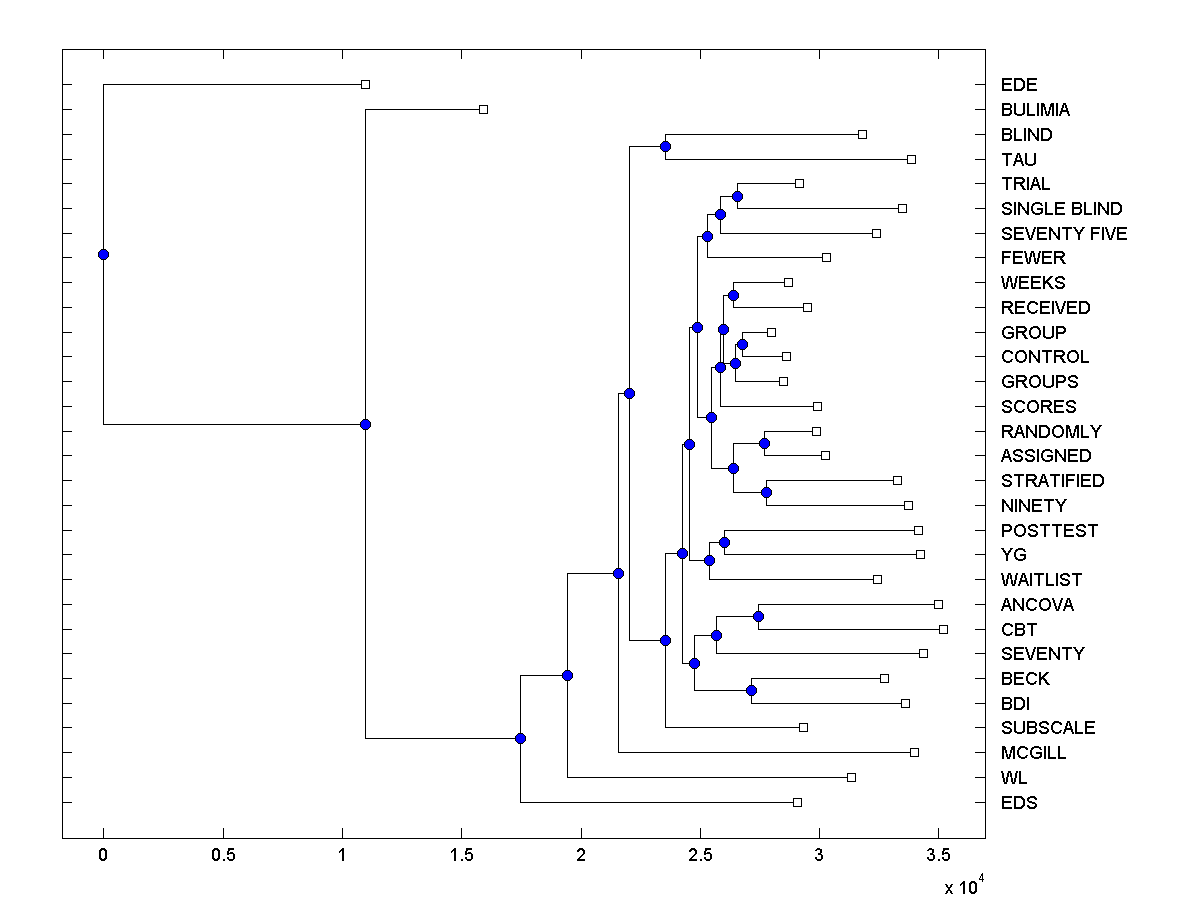 EDE
BULIMIA
BLIND
TAU
TRIAL
SINGLE BLIND
SEVENTY FIVE
FEWER
WEEKS
RECEIVED
GROUP
CONTROL
GROUPS
SCORES
RANDOMLY
ASSIGNED
STRATIFIED
NINETY
POSTTEST
YG
WAITLIST
ANCOVA
CBT
SEVENTY
BECK
BDI
SUBSCALE
MCGILL
WL
EDS
0 0.5 1 1.5 2 2.5 3 3.5
x 10^4